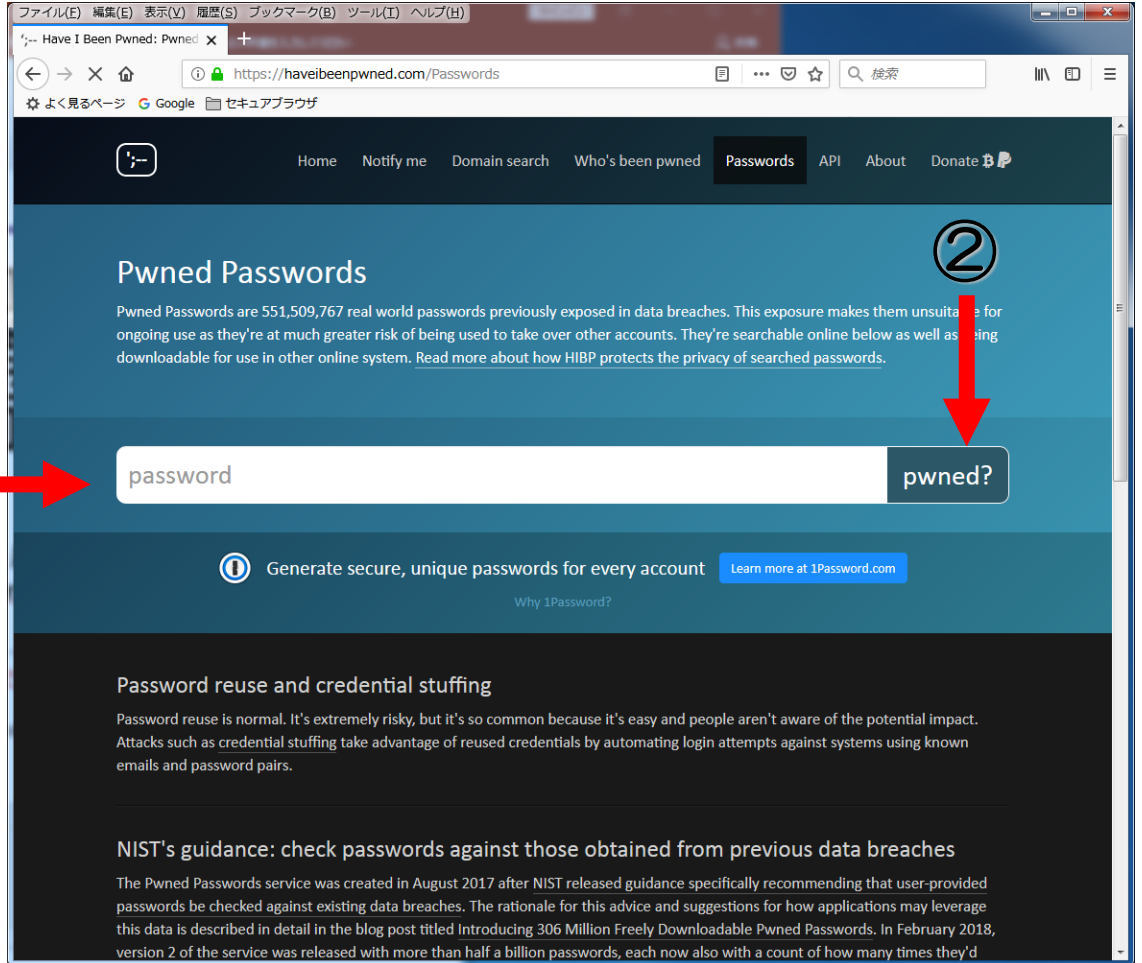 ファイル(F) 編集(E) 表示(V) 履歴(S) ブックマーク(B) ツール(T) ヘルプ(H)
';-- Have I Been Pwned: Pwned
https://haveibeenpwned.com/Passwords
検索
よく見るページ Google セキュアブラウザ
';--
Home Notify me Domain search Who's been pwned Passwords API About Donate
②
Pwned Passwords
Pwned Passwords are 551,509,767 real world passwords previously exposed in data breaches. This exposure makes them unsuitable for
ongoing use as they're at much greater risk of being used to take over other accounts. They're searchable online below as well as being
downloadable for use in other online system. Read more about how HIBP protects the privacy of searched passwords.
password
pwned?
Generate secure, unique passwords for every account Learn more at 1Password.com
Why 1Password?
Password reuse and credential stuffing
Password reuse is normal. It's extremely risky, but it's so common because it's easy and people aren't aware of the potential impact.
Attacks such as credential stuffing take advantage of reused credentials by automating login attempts against systems using known
emails and password pairs.
NIST's guidance: check passwords against those obtained from previous data breaches
The Pwned Passwords service was created in August 2017 after NIST released guidance specifically recommending that user-provided
passwords be checked against existing data breaches. The rationale for this advice and suggestions for how applications may leverage
this data is described in detail in the blog post titled Introducing 306 Million Freely Downloadable Pwned Passwords. In February 2018,
version 2 of the service was released with more than half a billion passwords, each now also with a count of how many times they'd